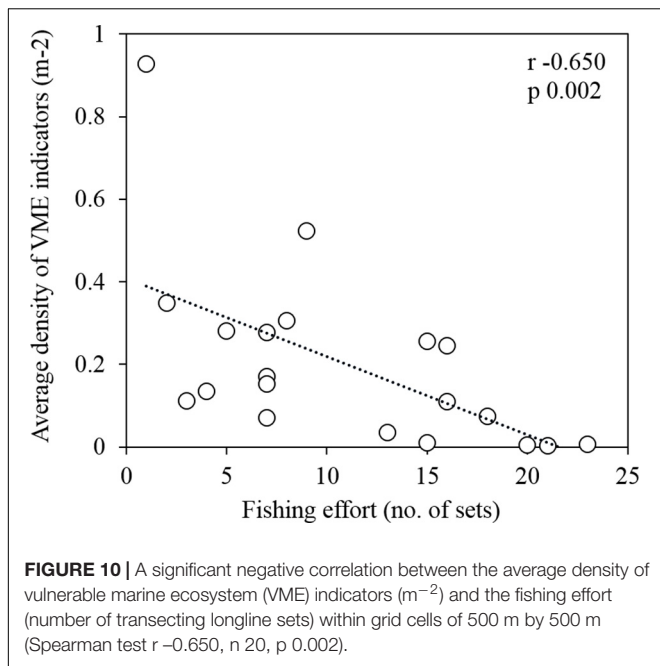 1
0.8
0.6
0.4
0.2
0
Average density of VME indicators (m-2)
r -0.650
p 0.002
0 5 10 15 20 25
Fishing effort (no. of sets)
FIGURE 10 | A significant negative correlation between the average density of
vulnerable marine ecosystem (VME) indicators (m⁻²) and the fishing effort
(number of transecting longline sets) within grid cells of 500 m by 500 m
(Spearman test r –0.650, n 20, p 0.002).